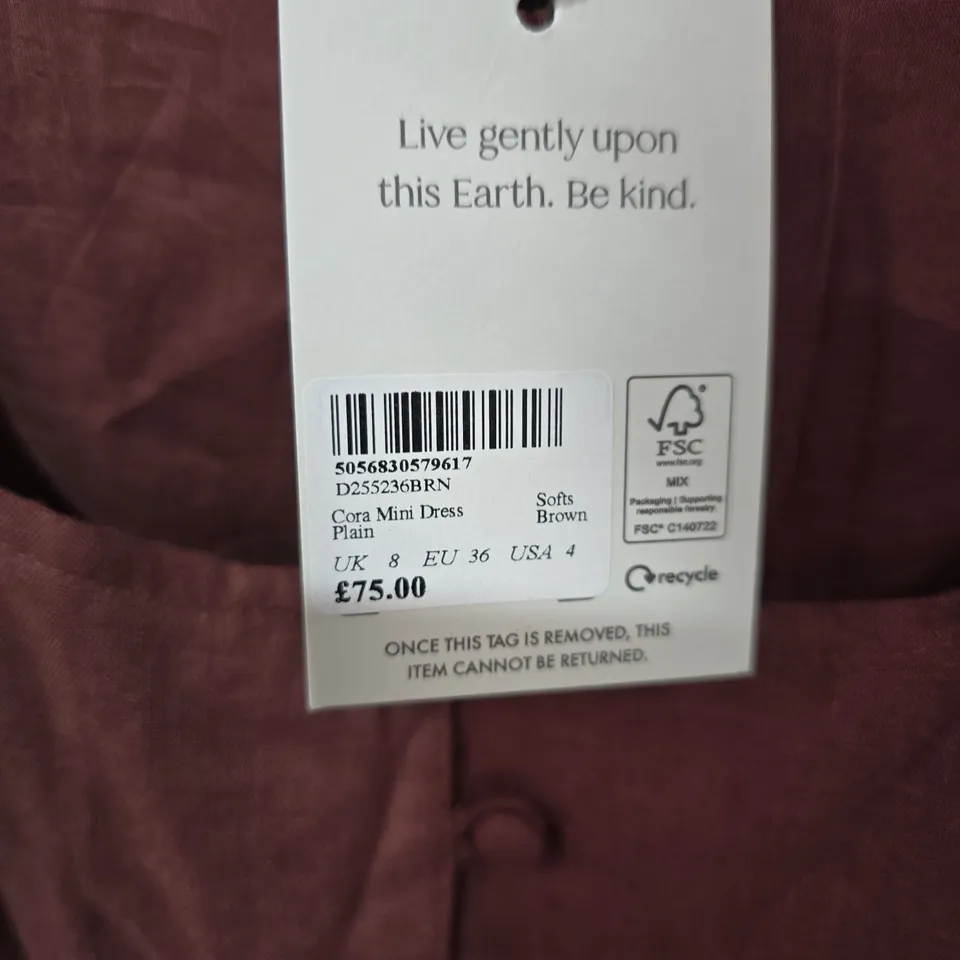 Live gently upon
this Earth. Be kind.
5056830579617
D255236BRN
Cora Mini Dress Softs
Plain Brown
UK 8 EU 36 USA 4
£75.00
FSC
www.fsc.org
MIX
Packaging | Supporting
responsible forestry
FSC® C140722
recycle
ONCE THIS TAG IS REMOVED, THIS
ITEM CANNOT BE RETURNED.